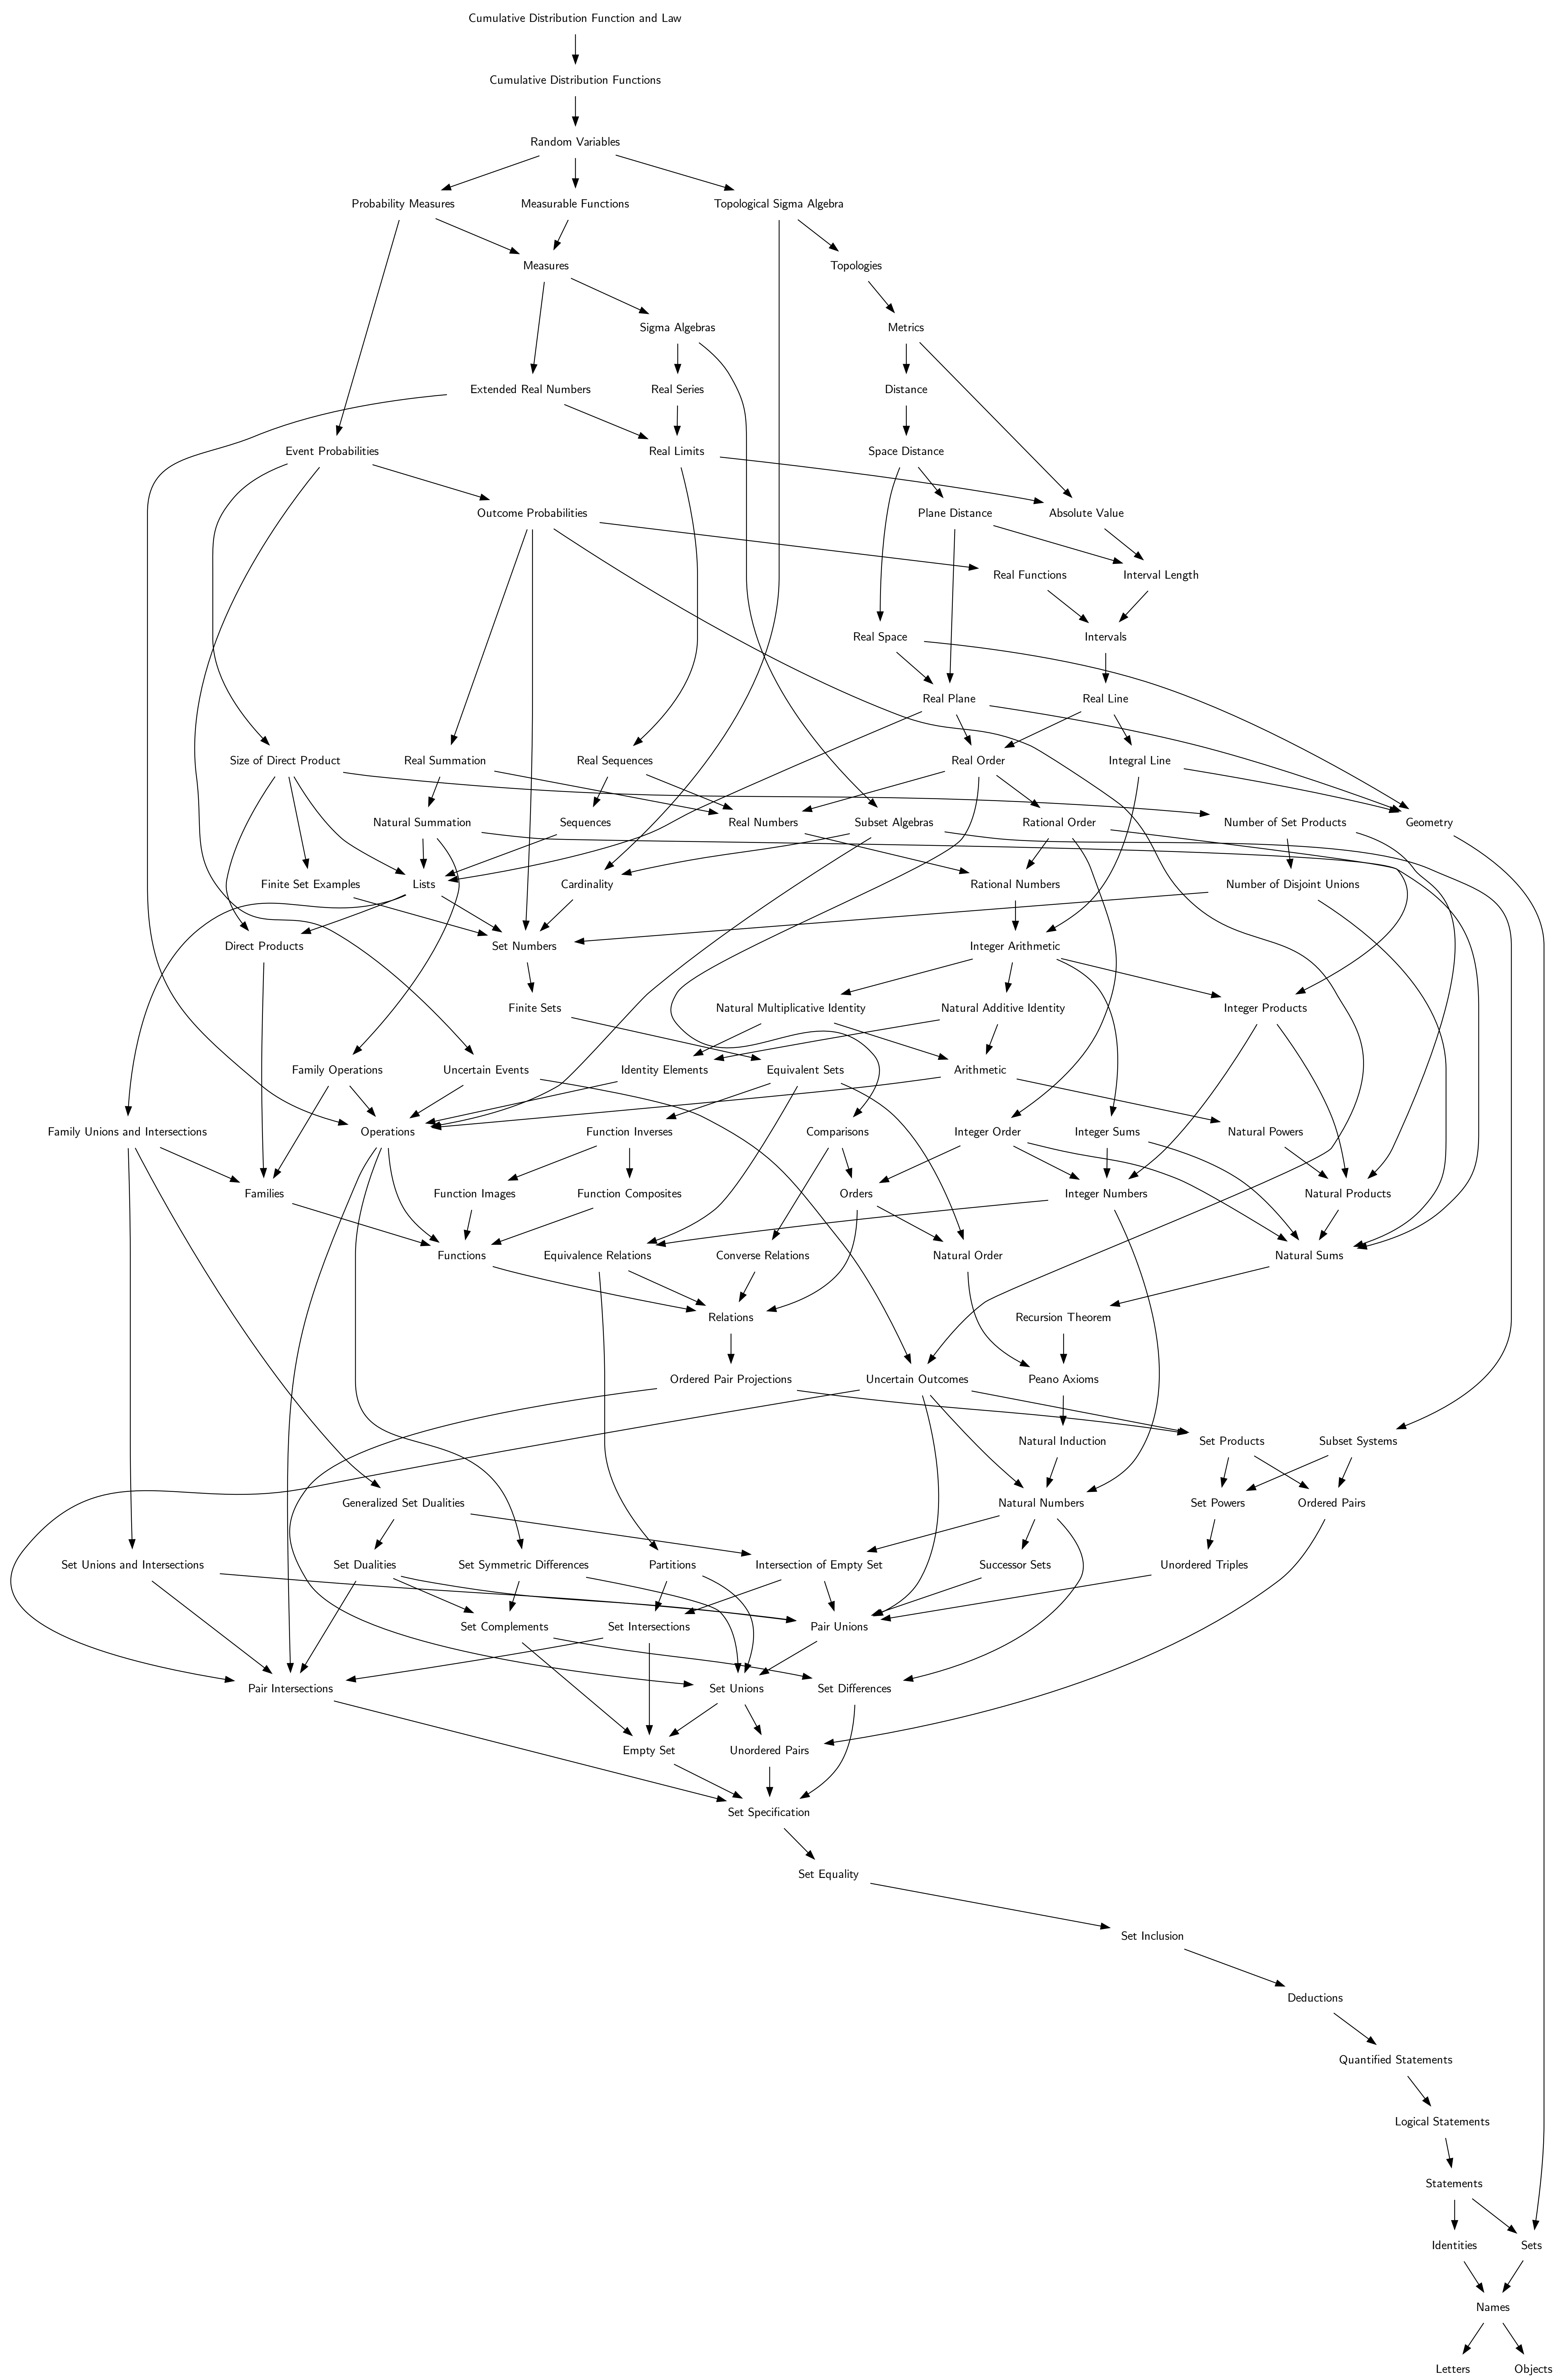 Cumulative Distribution Function and Law
Cumulative Distribution Functions
Random Variables
Probability Measures
Measurable Functions
Topological Sigma Algebra
Measures
Topologies
Sigma Algebras
Metrics
Extended Real Numbers
Real Series
Distance
Event Probabilities
Real Limits
Space Distance
Outcome Probabilities
Plane Distance
Absolute Value
Real Functions
Interval Length
Real Space
Intervals
Real Plane
Real Line
Size of Direct Product
Real Summation
Real Sequences
Real Order
Integral Line
Natural Summation
Sequences
Real Numbers
Subset Algebras
Rational Order
Number of Set Products
Geometry
Finite Set Examples
Lists
Cardinality
Rational Numbers
Number of Disjoint Unions
Direct Products
Set Numbers
Integer Arithmetic
Finite Sets
Natural Multiplicative Identity
Natural Additive Identity
Integer Products
Family Operations
Uncertain Events
Identity Elements
Equivalent Sets
Arithmetic
Family Unions and Intersections
Operations
Function Inverses
Comparisons
Integer Order
Integer Sums
Natural Powers
Families
Function Images
Function Composites
Orders
Integer Numbers
Natural Products
Functions
Equivalence Relations
Converse Relations
Natural Order
Natural Sums
Relations
Recursion Theorem
Ordered Pair Projections
Uncertain Outcomes
Peano Axioms
Natural Induction
Set Products
Subset Systems
Generalized Set Dualities
Natural Numbers
Set Powers
Ordered Pairs
Set Unions and Intersections
Set Dualities
Set Symmetric Differences
Partitions
Intersection of Empty Set
Successor Sets
Unordered Triples
Set Complements
Set Intersections
Pair Unions
Pair Intersections
Set Unions
Set Differences
Empty Set
Unordered Pairs
Set Specification
Set Equality
Set Inclusion
Deductions
Quantified Statements
Logical Statements
Statements
Identities
Sets
Names
Letters
Objects